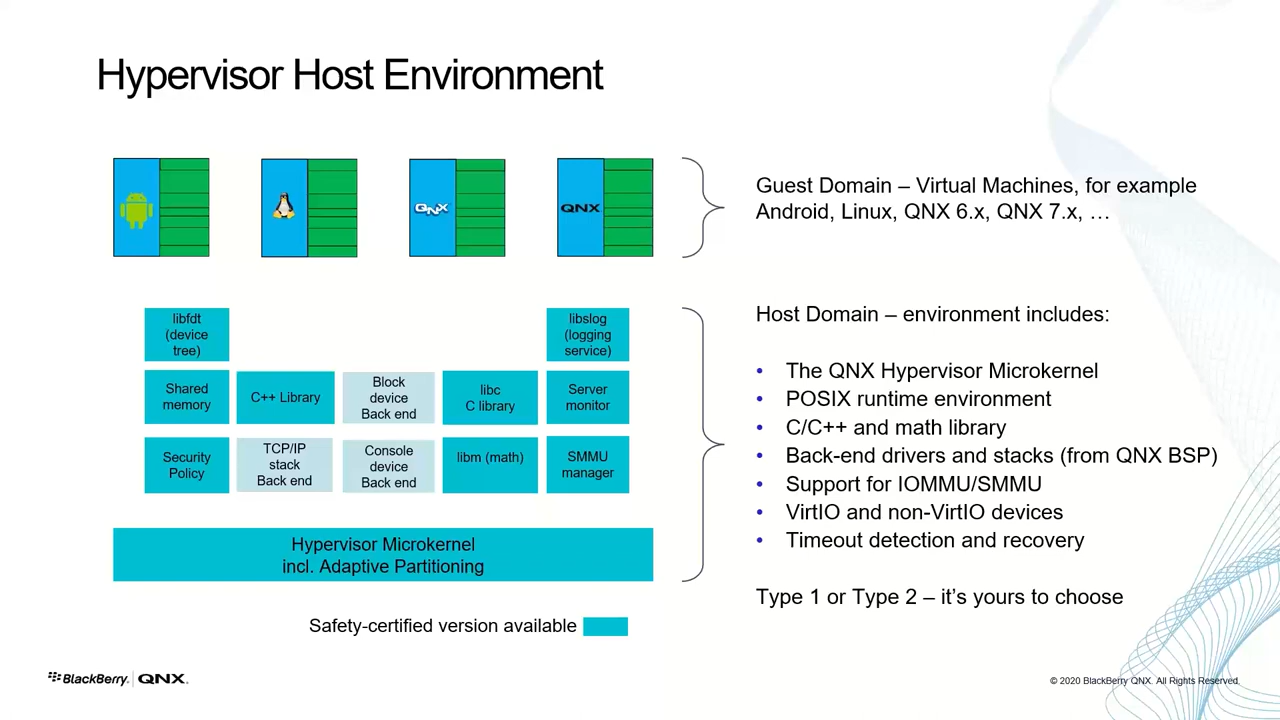 Hypervisor Host Environment
QNX
QNX
Guest Domain – Virtual Machines, for example
Android, Linux, QNX 6.x, QNX 7.x, …
libfdt
(device
tree)
libslog
(logging
service)
Shared
memory
C++ Library
Block
device
Back end
libc
C library
Server
monitor
Security
Policy
TCP/IP
stack
Back end
Console
device
Back end
libm (math)
SMMU
manager
Hypervisor Microkernel
incl. Adaptive Partitioning
Safety-certified version available
Host Domain – environment includes:
• The QNX Hypervisor Microkernel
• POSIX runtime environment
• C/C++ and math library
• Back-end drivers and stacks (from QNX BSP)
• Support for IOMMU/SMMU
• VirtIO and non-VirtIO devices
• Timeout detection and recovery
Type 1 or Type 2 – it’s yours to choose
BlackBerry. QNX.
© 2020 BlackBerry QNX. All Rights Reserved.